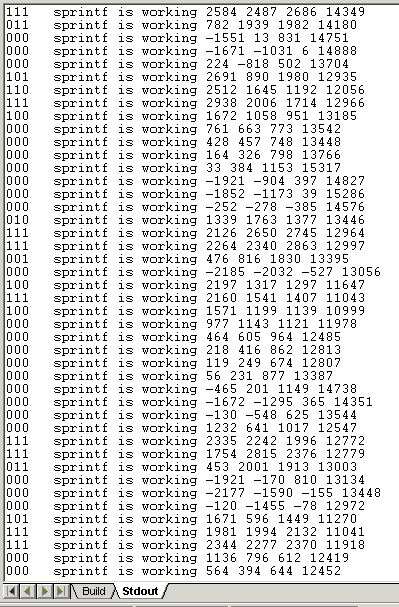 111 sprintf is working 2584 2487 2686 14349
011 sprintf is working 782 1939 1982 14180
000 sprintf is working -1551 13 831 14751
000 sprintf is working -1671 -1031 6 14888
000 sprintf is working 224 -818 502 13704
101 sprintf is working 2691 890 1980 12935
110 sprintf is working 2512 1645 1192 12056
111 sprintf is working 2938 2006 1714 12966
100 sprintf is working 1672 1058 951 13185
000 sprintf is working 761 663 773 13542
000 sprintf is working 428 457 748 13448
000 sprintf is working 164 326 798 13766
000 sprintf is working 33 384 1153 15317
000 sprintf is working -1921 -904 397 14827
000 sprintf is working -1852 -1173 39 15286
000 sprintf is working -252 -278 -385 14576
010 sprintf is working 1339 1763 1377 13446
111 sprintf is working 2126 2650 2745 12964
111 sprintf is working 2264 2340 2863 12997
001 sprintf is working 476 816 1830 13395
000 sprintf is working -2185 -2032 -527 13056
100 sprintf is working 2197 1317 1297 11647
111 sprintf is working 2160 1541 1407 11043
100 sprintf is working 1571 1199 1139 10999
000 sprintf is working 977 1143 1121 11978
000 sprintf is working 464 605 964 12485
000 sprintf is working 218 416 862 12813
000 sprintf is working 119 249 674 12807
000 sprintf is working 56 231 877 13387
000 sprintf is working -465 201 1149 14738
000 sprintf is working -1672 -1295 365 14351
000 sprintf is working -130 -548 625 13544
000 sprintf is working 1232 641 1017 12547
111 sprintf is working 2335 2242 1996 12772
111 sprintf is working 1754 2815 2376 12779
011 sprintf is working 453 2001 1913 13003
000 sprintf is working -1921 -170 810 13134
000 sprintf is working -2177 -1590 -155 13448
000 sprintf is working -120 -1455 -78 12972
101 sprintf is working 1671 596 1449 11270
111 sprintf is working 1981 1994 2132 11041
111 sprintf is working 2344 2277 2370 11918
000 sprintf is working 1136 796 612 12419
000 sprintf is working 564 394 644 12452
Build Stdout